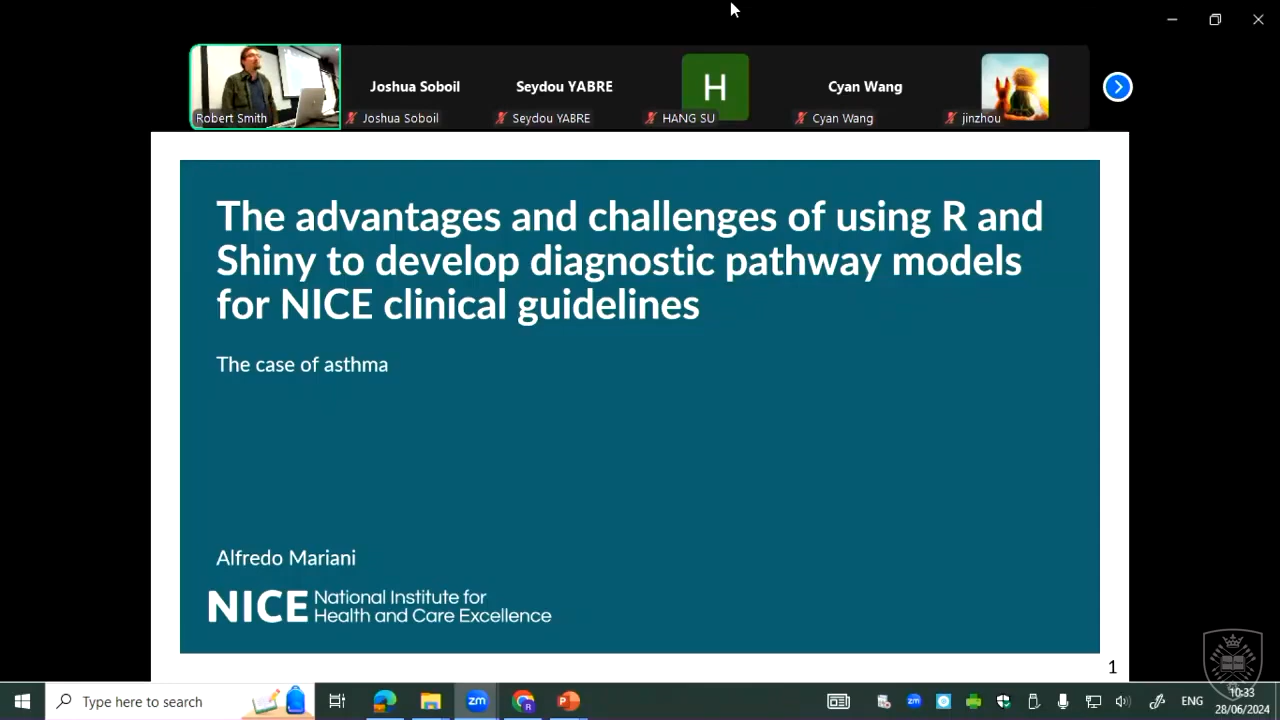 Joshua Soboil
Seydou YABRE
H
Cyan Wang
Robert Smith
Joshua Soboil
Seydou YABRE
HANG SU
Cyan Wang
jinzhou
The advantages and challenges of using R and
Shiny to develop diagnostic pathway models
for NICE clinical guidelines
The case of asthma
Alfredo Mariani
NICE National Institute for
Health and Care Excellence
1
Type here to search
zm
R
P
zm
ENG
10:33
28/06/2024